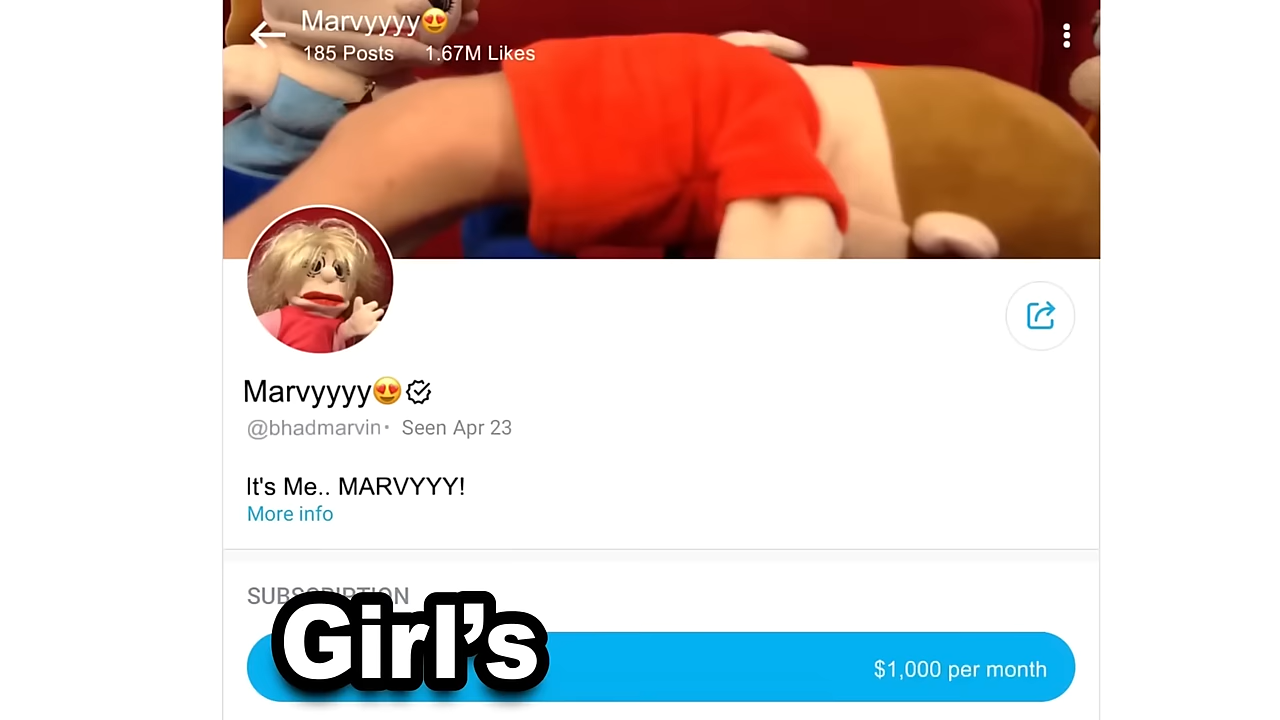 Marvyyyy😍
185 Posts 1.67M Likes
Marvyyyy😍
@bhadmarvin · Seen Apr 23
It's Me.. MARVYYY!
More info
SUBSCRIPTION
Girl's
$1,000 per month